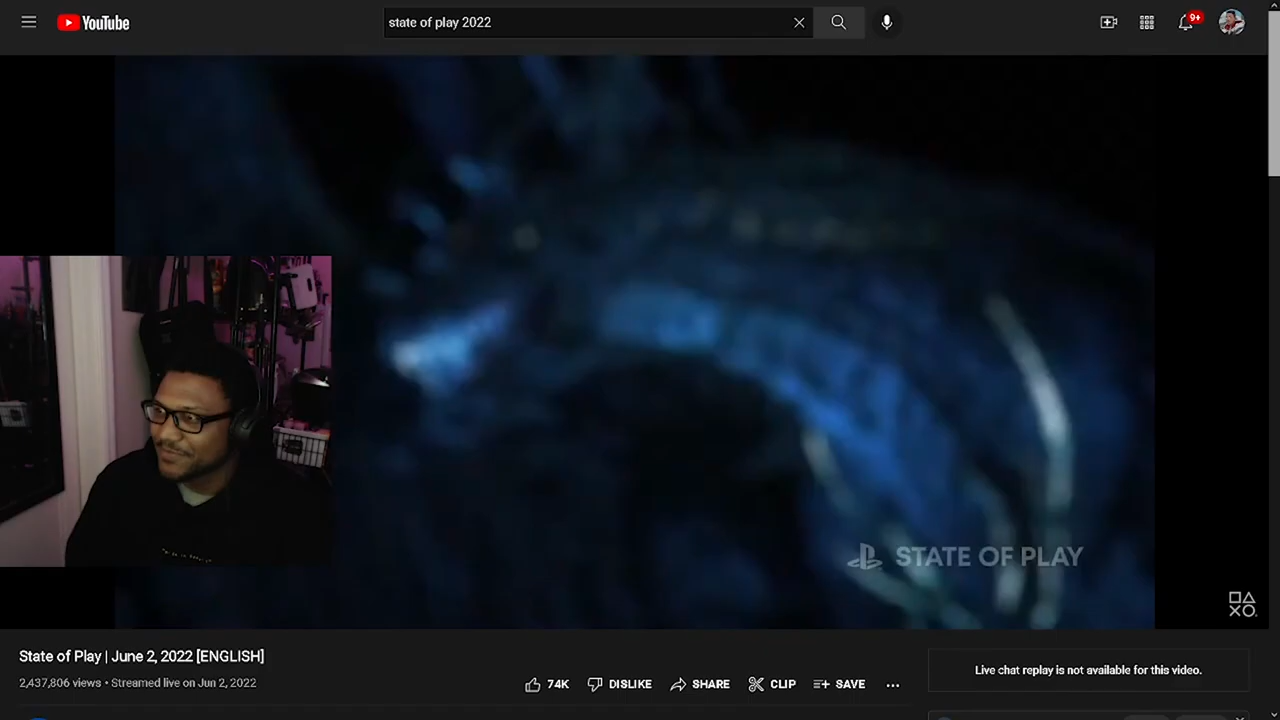 YouTube
state of play 2022
9+
STATE OF PLAY
State of Play | June 2, 2022 [ENGLISH]
2,437,806 views • Streamed live on Jun 2, 2022
74K
DISLIKE
SHARE
CLIP
SAVE
Live chat replay is not available for this video.